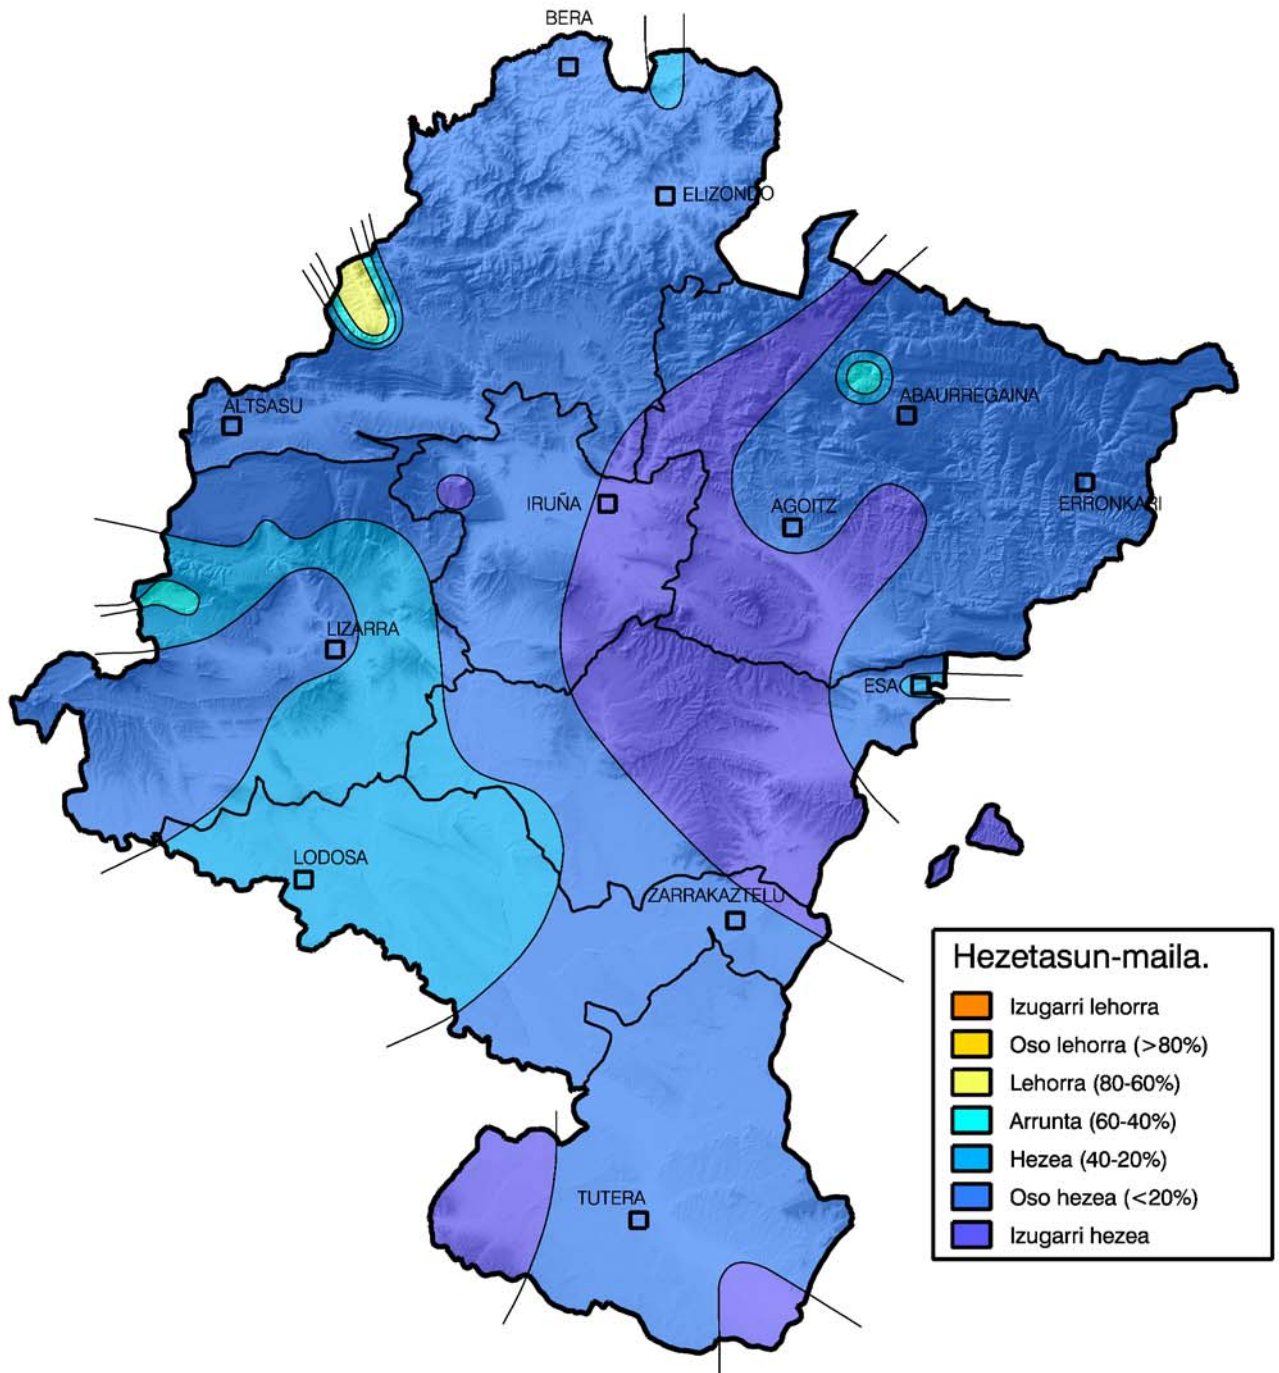 BERA
ELIZONDO
ALTSASU
ABAURREGAINA
IRUÑA
AGOITZ
ERRONKARI
LIZARRA
ESA
LODOSA
ZARRAKAZTELU
TUTERA
Hezetasun-maila.
Izugarri lehorra
Oso lehorra (>80%)
Lehorra (80-60%)
Arrunta (60-40%)
Hezea (40-20%)
Oso hezea (<20%)
Izugarri hezea